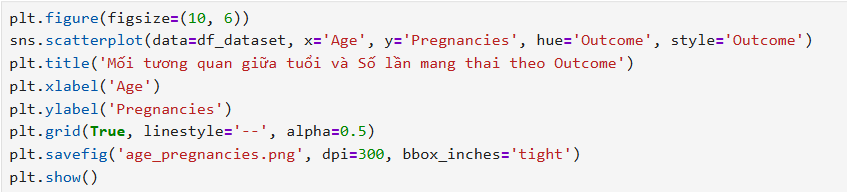 plt.figure(figsize=(10, 6))
sns.scatterplot(data=df_dataset, x='Age', y='Pregnancies', hue='Outcome', style='Outcome')
plt.title('Mối tương quan giữa tuổi và Số lần mang thai theo Outcome')
plt.xlabel('Age')
plt.ylabel('Pregnancies')
plt.grid(True, linestyle='--', alpha=0.5)
plt.savefig('age_pregnancies.png', dpi=300, bbox_inches='tight')
plt.show()